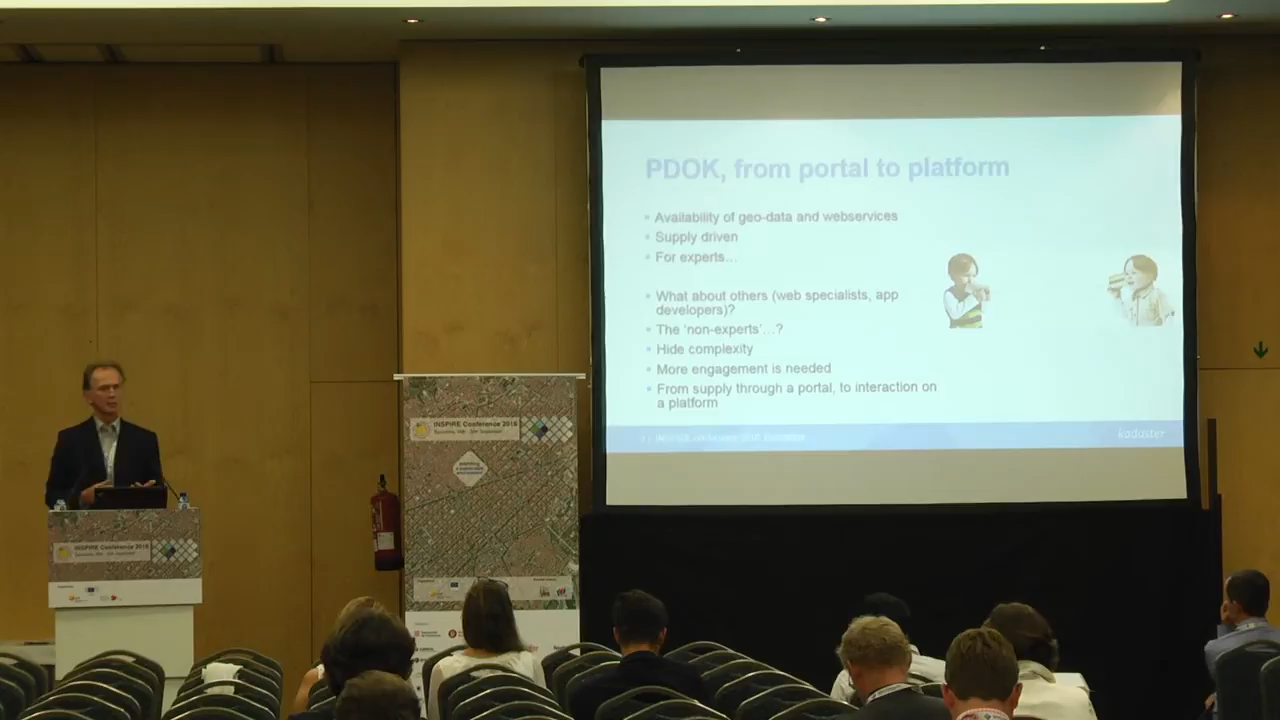 PDOK, from portal to platform
Availability of geo-data and webservices
Supply driven
For experts…
What about others (web specialists, app
developers)?
The 'non-experts'…?
Hide complexity
More engagement is needed
From supply through a portal, to interaction on
a platform
kadaster
INSPIRE Conference 2016
INSPIRE Conference 2016